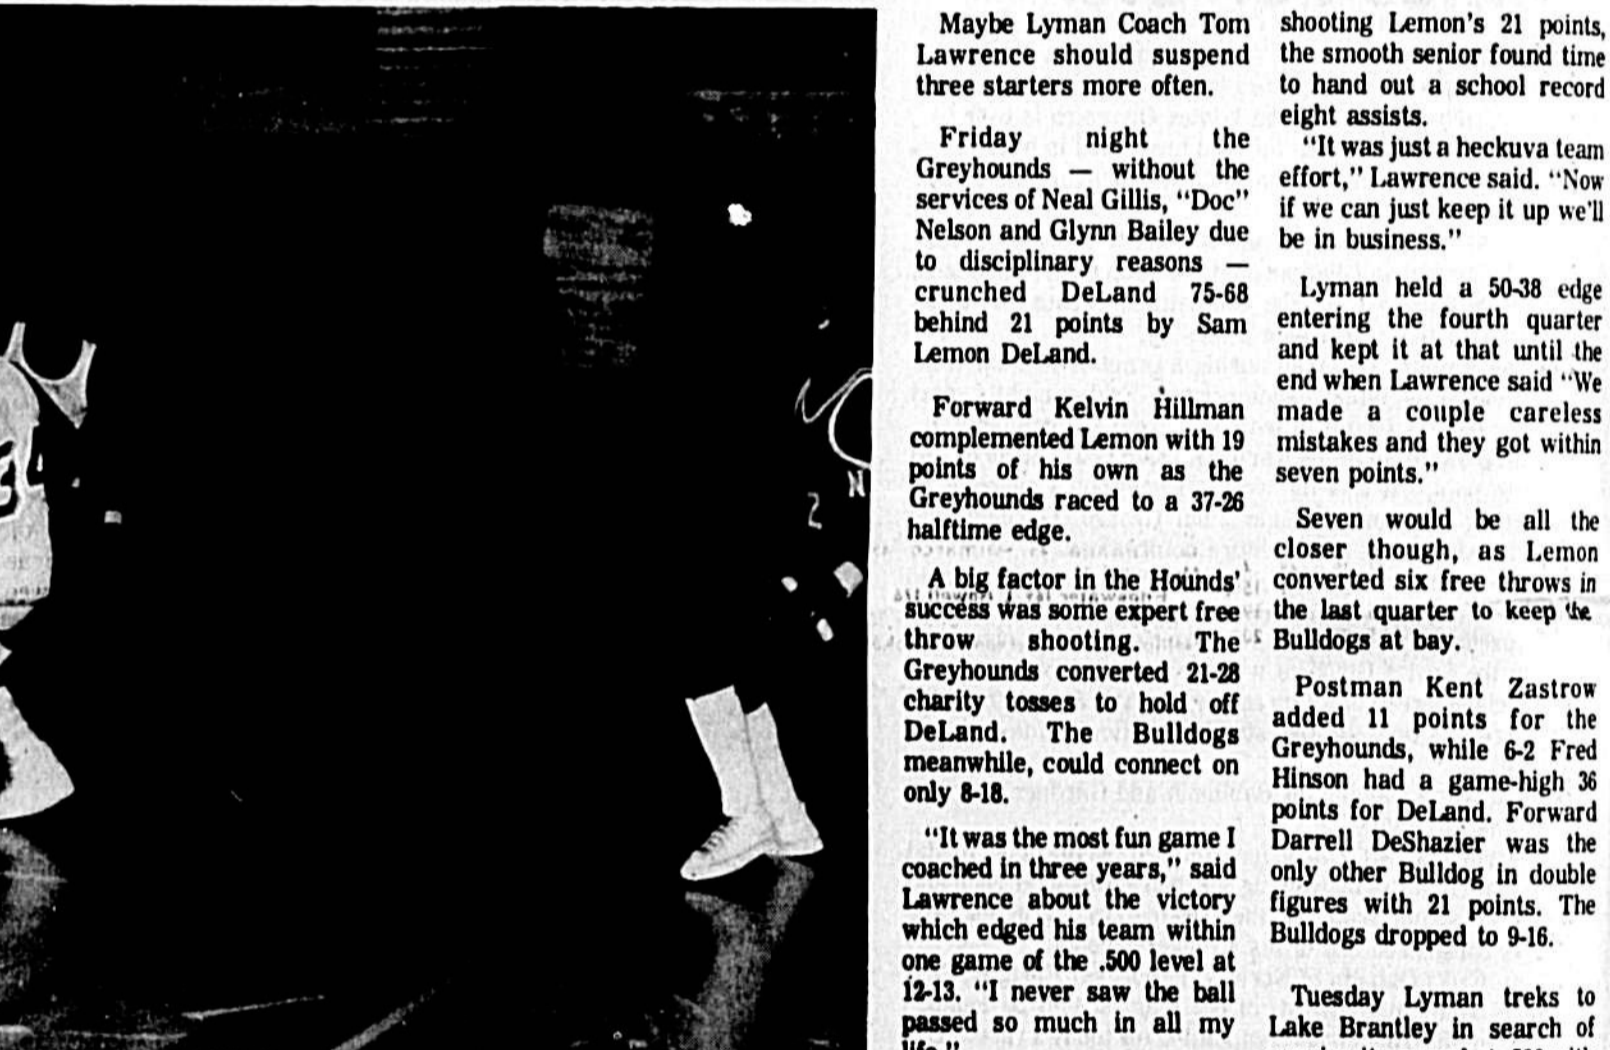 Maybe Lyman Coach Tom
Lawrence should suspend
three starters more often.
Friday night the
Greyhounds — without the
services of Neal Gillis, “Doc”
Nelson and Glynn Bailey due
to disciplinary reasons —
crunched DeLand 75-68
behind 21 points by Sam
Lemon DeLand.
Forward Kelvin Hillman
complemented Lemon with 19
points of his own as the
Greyhounds raced to a 37-26
halftime edge.
A big factor in the Hounds'
success was some expert free
throw shooting. The
Greyhounds converted 21-28
charity tosses to hold off
DeLand. The Bulldogs
meanwhile, could connect on
only 8-18.
“It was the most fun game I
coached in three years,” said
Lawrence about the victory
which edged his team within
one game of the .500 level at
12-13. “I never saw the ball
passed so much in all my
life.”
shooting Lemon's 21 points,
the smooth senior found time
to hand out a school record
eight assists.
“It was just a heckuva team
effort,” Lawrence said. “Now
if we can just keep it up we'll
be in business.”
Lyman held a 50-38 edge
entering the fourth quarter
and kept it at that until the
end when Lawrence said “We
made a couple careless
mistakes and they got within
seven points.”
Seven would be all the
closer though, as Lemon
converted six free throws in
the last quarter to keep the
Bulldogs at bay.
Postman Kent Zastrow
added 11 points for the
Greyhounds, while 6-2 Fred
Hinson had a game-high 36
points for DeLand. Forward
Darrell DeShazier was the
only other Bulldog in double
figures with 21 points. The
Bulldogs dropped to 9-16.
Tuesday Lyman treks to
Lake Brantley in search of